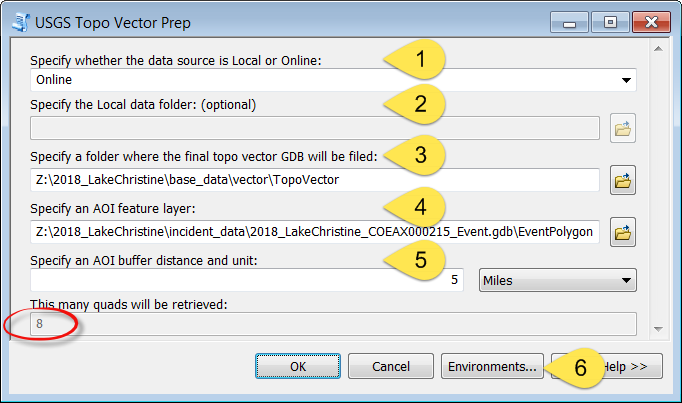 USGS Topo Vector Prep
Specify whether the data source is Local or Online:
1
Online
Specify the Local data folder: (optional)
2
Specify a folder where the final topo vector GDB will be filed:
3
Z:\2018_LakeChristine\base_data\vector\TopoVector
Specify an AOI feature layer:
4
Z:\2018_LakeChristine\incident_data\2018_LakeChristine_COEAX000215_Event.gdb\EventPolygon
Specify an AOI buffer distance and unit:
5
5 Miles
This many quads will be retrieved:
8
OK Cancel Environments... 6 Help >>